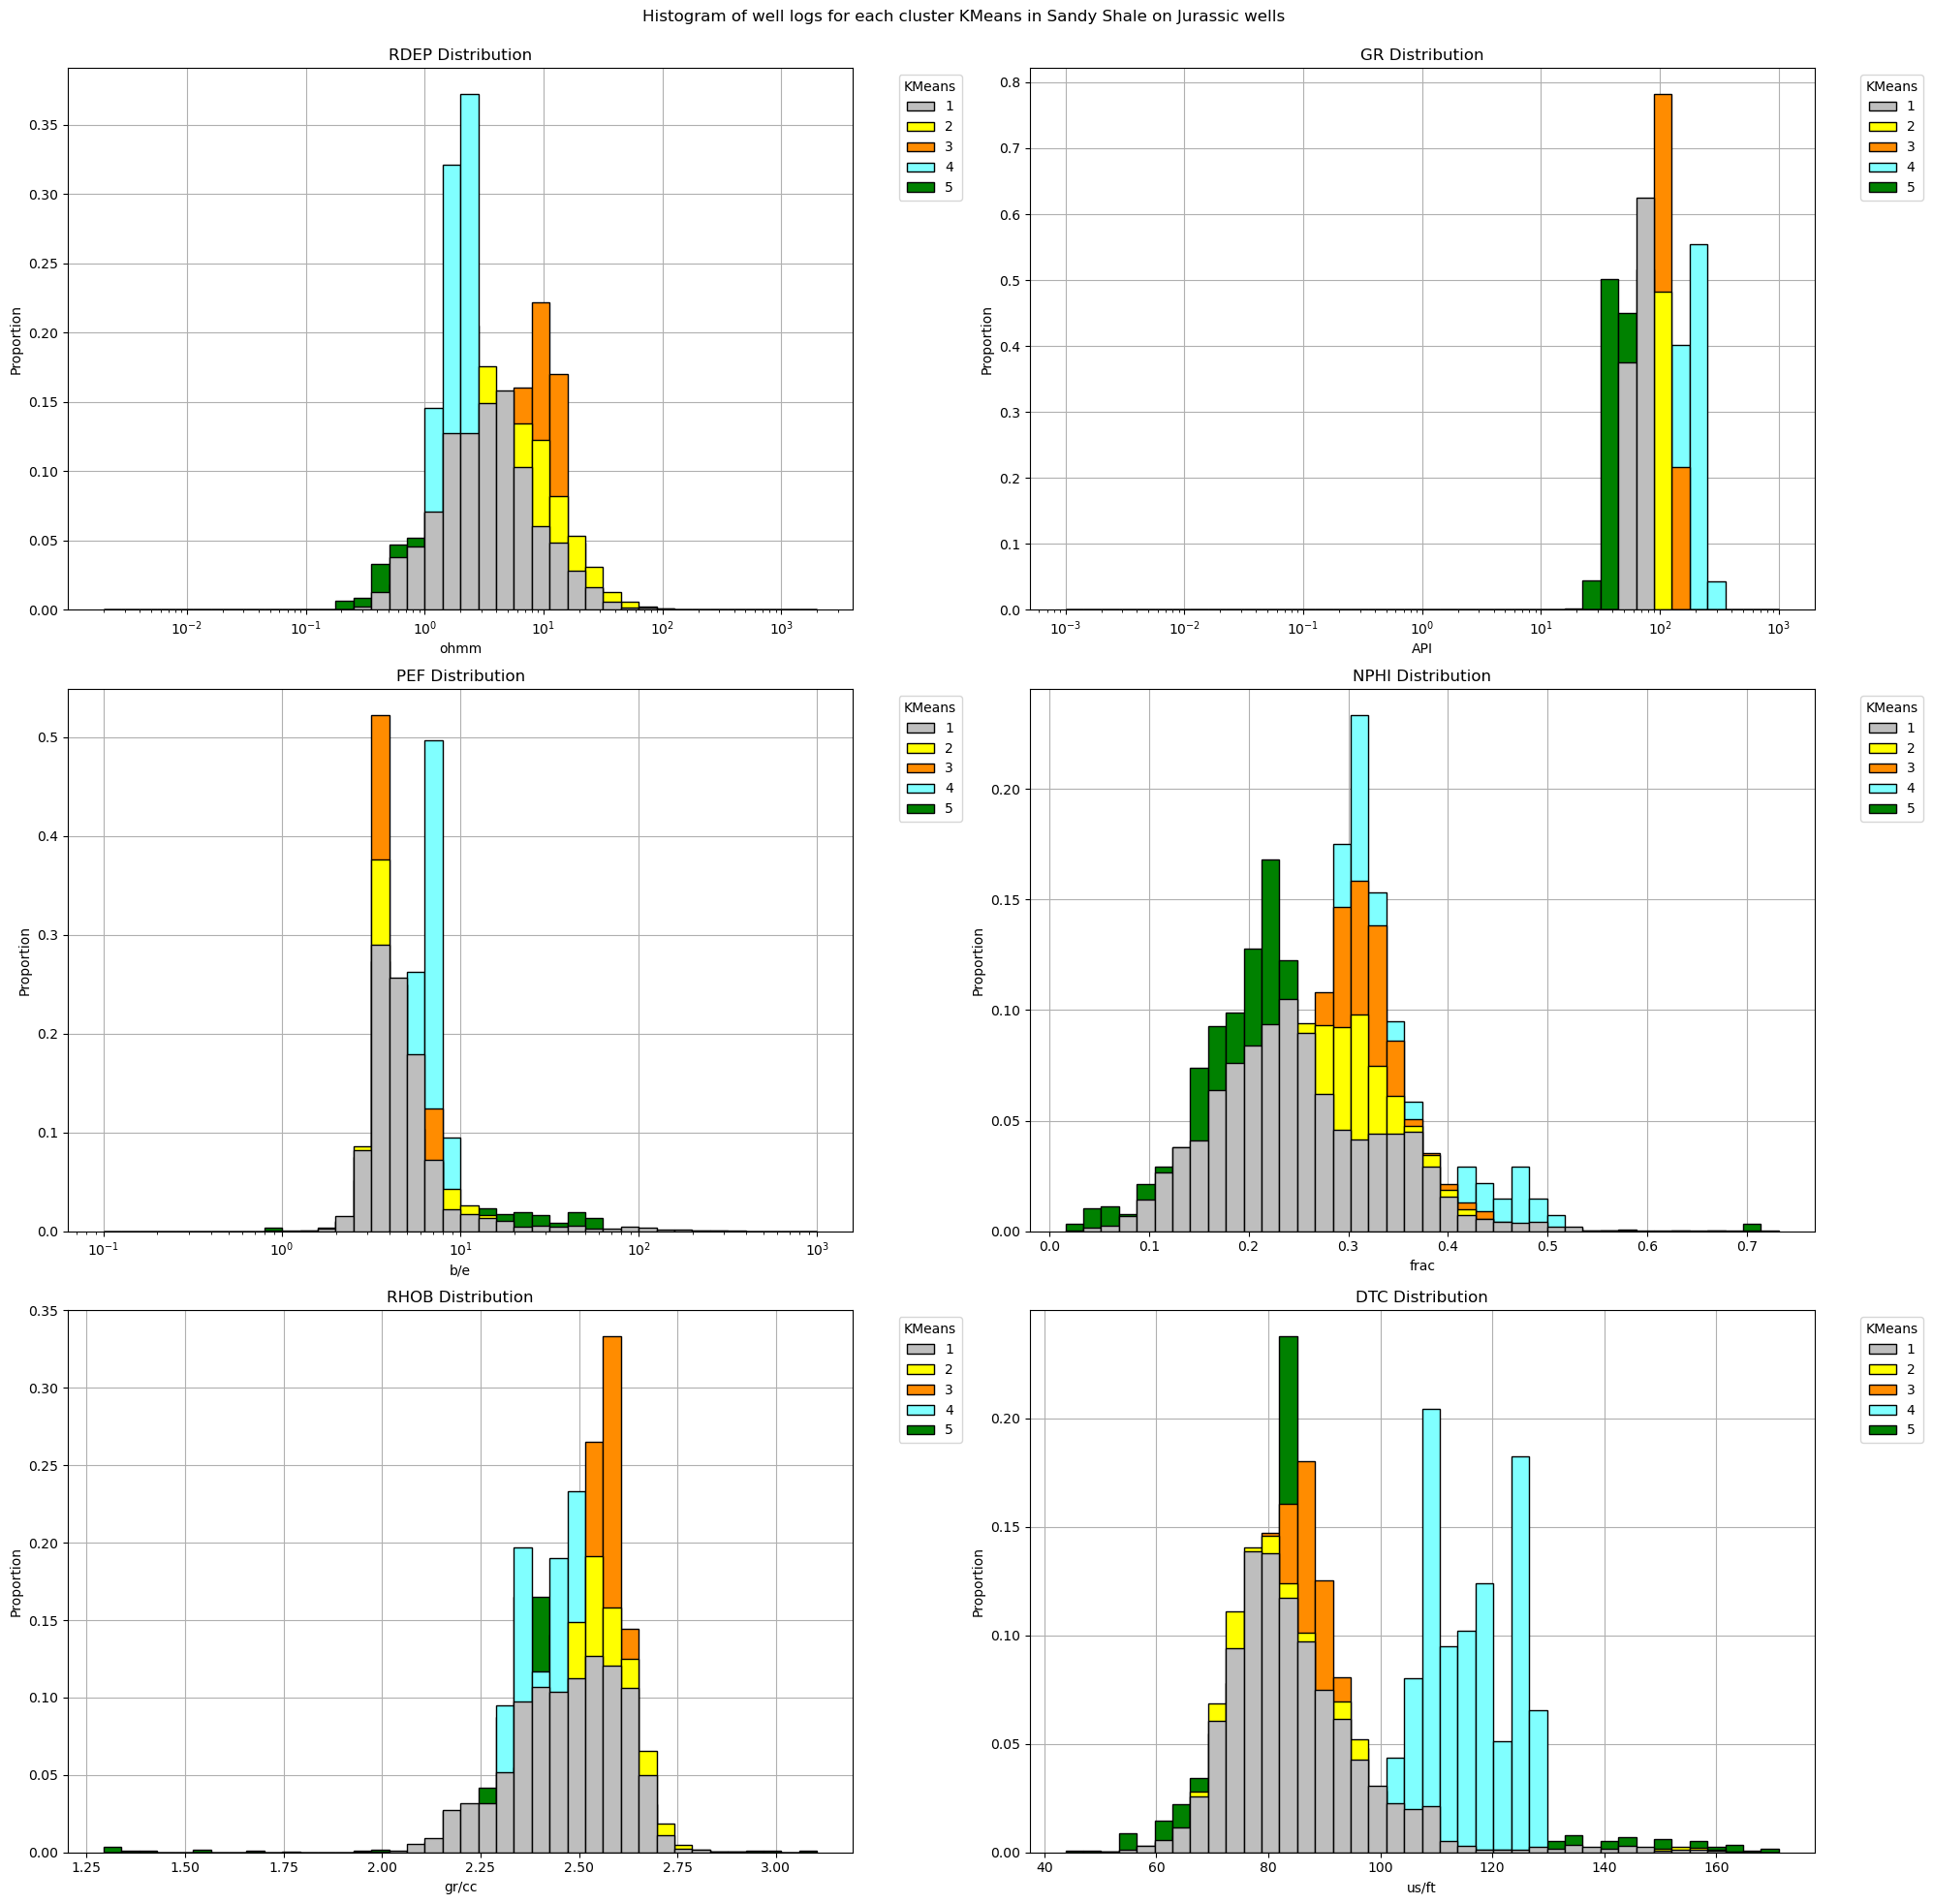 Histogram of well logs for each cluster KMeans in Sandy Shale on Jurassic wells
RDEP Distribution
Proportion
0.35
0.30
0.25
0.20
0.15
0.10
0.05
0.00
10⁻² 10⁻¹ 10⁰ 10¹ 10² 10³
ohmm
KMeans
1
2
3
4
5
GR Distribution
Proportion
0.8
0.7
0.6
0.5
0.4
0.3
0.2
0.1
0.0
10⁻³ 10⁻² 10⁻¹ 10⁰ 10¹ 10² 10³
API
KMeans
1
2
3
4
5
PEF Distribution
Proportion
0.5
0.4
0.3
0.2
0.1
0.0
10⁻¹ 10⁰ 10¹ 10² 10³
b/e
KMeans
1
2
3
4
5
NPHI Distribution
Proportion
0.20
0.15
0.10
0.05
0.00
0.0 0.1 0.2 0.3 0.4 0.5 0.6 0.7
frac
KMeans
1
2
3
4
5
RHOB Distribution
Proportion
0.35
0.30
0.25
0.20
0.15
0.10
0.05
0.00
1.25 1.50 1.75 2.00 2.25 2.50 2.75 3.00
gr/cc
KMeans
1
2
3
4
5
DTC Distribution
Proportion
0.20
0.15
0.10
0.05
0.00
40 60 80 100 120 140 160
us/ft
KMeans
1
2
3
4
5